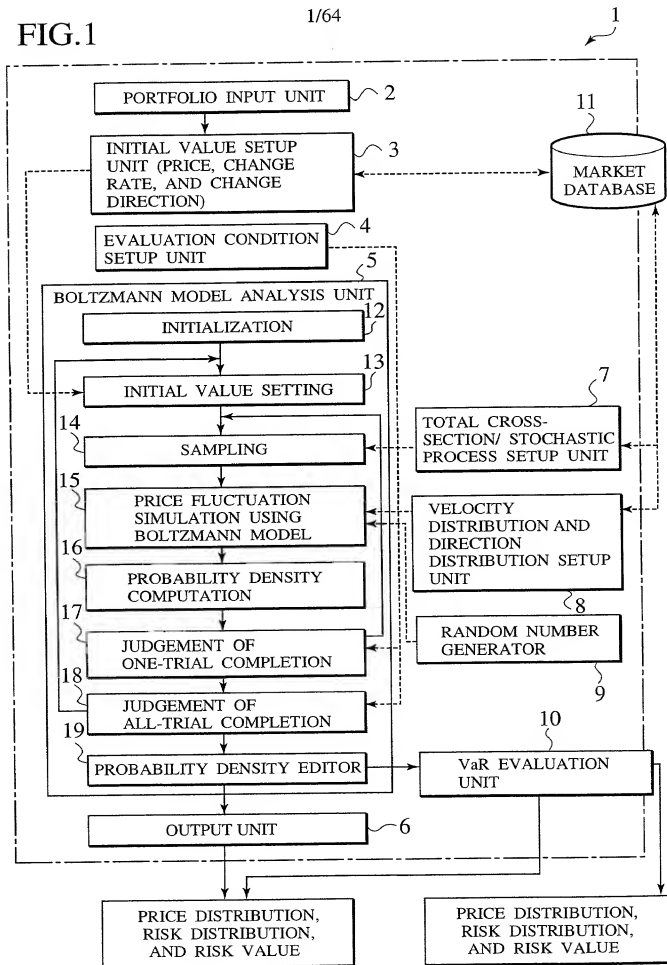 1/64
FIG.1
1
PORTFOLIO INPUT UNIT
2
11
INITIAL VALUE SETUP
UNIT (PRICE, CHANGE
RATE, AND CHANGE
DIRECTION)
3
MARKET
DATABASE
4
EVALUATION CONDITION
SETUP UNIT
5
BOLTZMANN MODEL ANALYSIS UNIT
12
INITIALIZATION
13
INITIAL VALUE SETTING
7
TOTAL CROSS-
SECTION/ STOCHASTIC
PROCESS SETUP UNIT
14
SAMPLING
15
PRICE FLUCTUATION
SIMULATION USING
BOLTZMANN MODEL
VELOCITY
DISTRIBUTION AND
DIRECTION
DISTRIBUTION SETUP
UNIT
8
16
PROBABILITY DENSITY
COMPUTATION
17
JUDGEMENT OF
ONE-TRIAL COMPLETION
RANDOM NUMBER
GENERATOR
9
18
JUDGEMENT OF
ALL-TRIAL COMPLETION
19
PROBABILITY DENSITY EDITOR
10
VaR EVALUATION
UNIT
OUTPUT UNIT
6
PRICE DISTRIBUTION,
RISK DISTRIBUTION,
AND RISK VALUE
PRICE DISTRIBUTION,
RISK DISTRIBUTION,
AND RISK VALUE